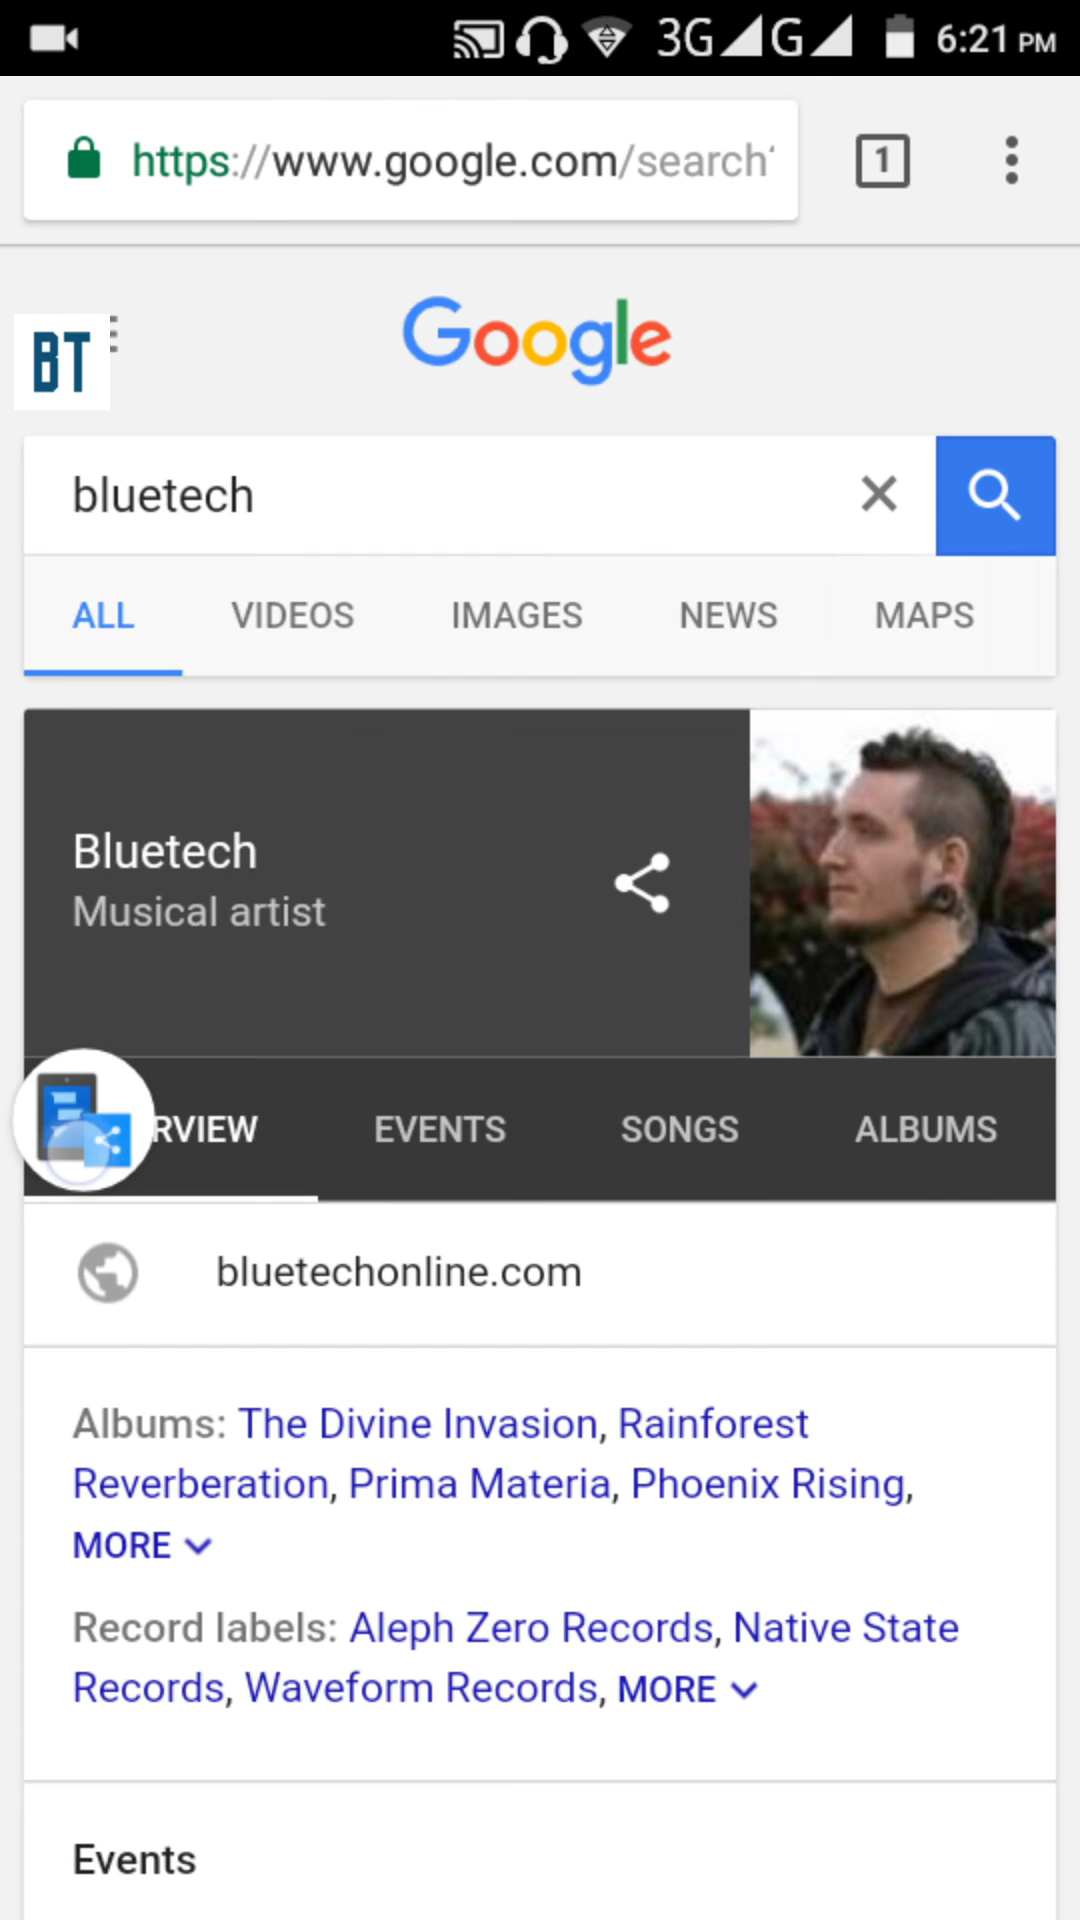 3G G 6:21 PM
https://www.google.com/search
1
BT
Google
bluetech
ALL VIDEOS IMAGES NEWS MAPS
Bluetech
Musical artist
RVIEW EVENTS SONGS ALBUMS
bluetechonline.com
Albums: The Divine Invasion, Rainforest
Reverberation, Prima Materia, Phoenix Rising,
MORE
Record labels: Aleph Zero Records, Native State
Records, Waveform Records, MORE
Events